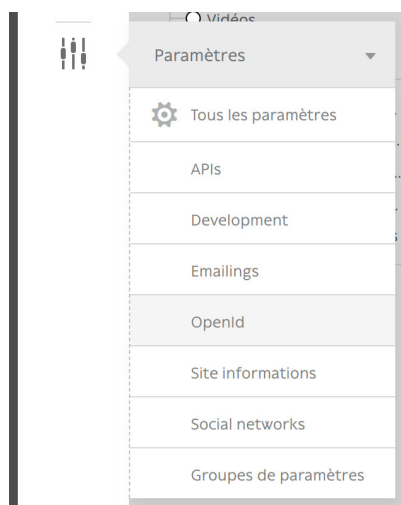 Vidéos
Paramètres
Tous les paramètres
APIs
Development
Emailings
OpenId
Site informations
Social networks
Groupes de paramètres